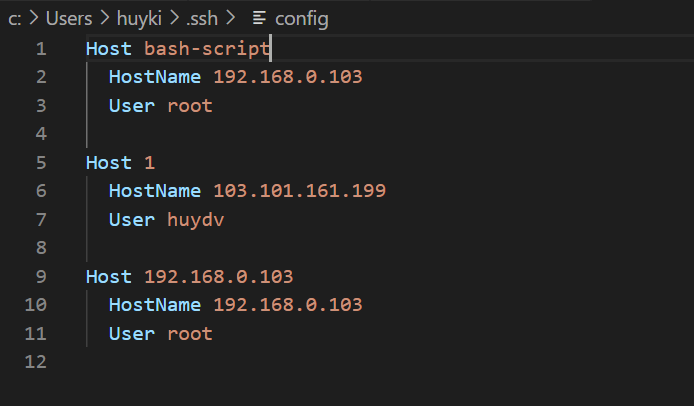 c: > Users > huyki > .ssh > config
1 Host bash-script
2 HostName 192.168.0.103
3 User root
4
5 Host 1
6 HostName 103.101.161.199
7 User huydv
8
9 Host 192.168.0.103
10 HostName 192.168.0.103
11 User root
12